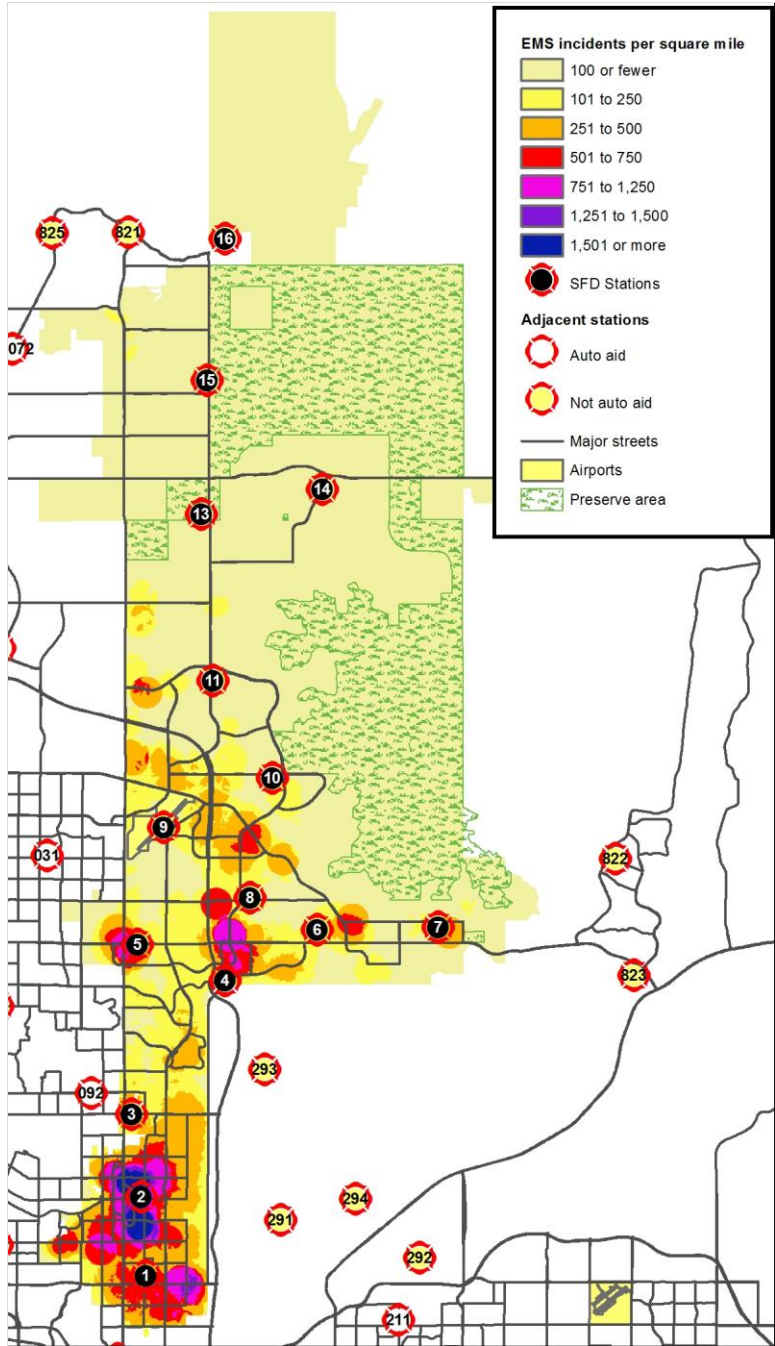 EMS incidents per square mile
100 or fewer
101 to 250
251 to 500
501 to 750
751 to 1,250
1,251 to 1,500
1,501 or more
SFD Stations
Adjacent stations
Auto aid
Not auto aid
Major streets
Airports
Preserve area
825
821
16
072
15
14
13
11
10
9
031
822
8
6
7
5
823
4
293
092
3
2
294
291
292
1
211